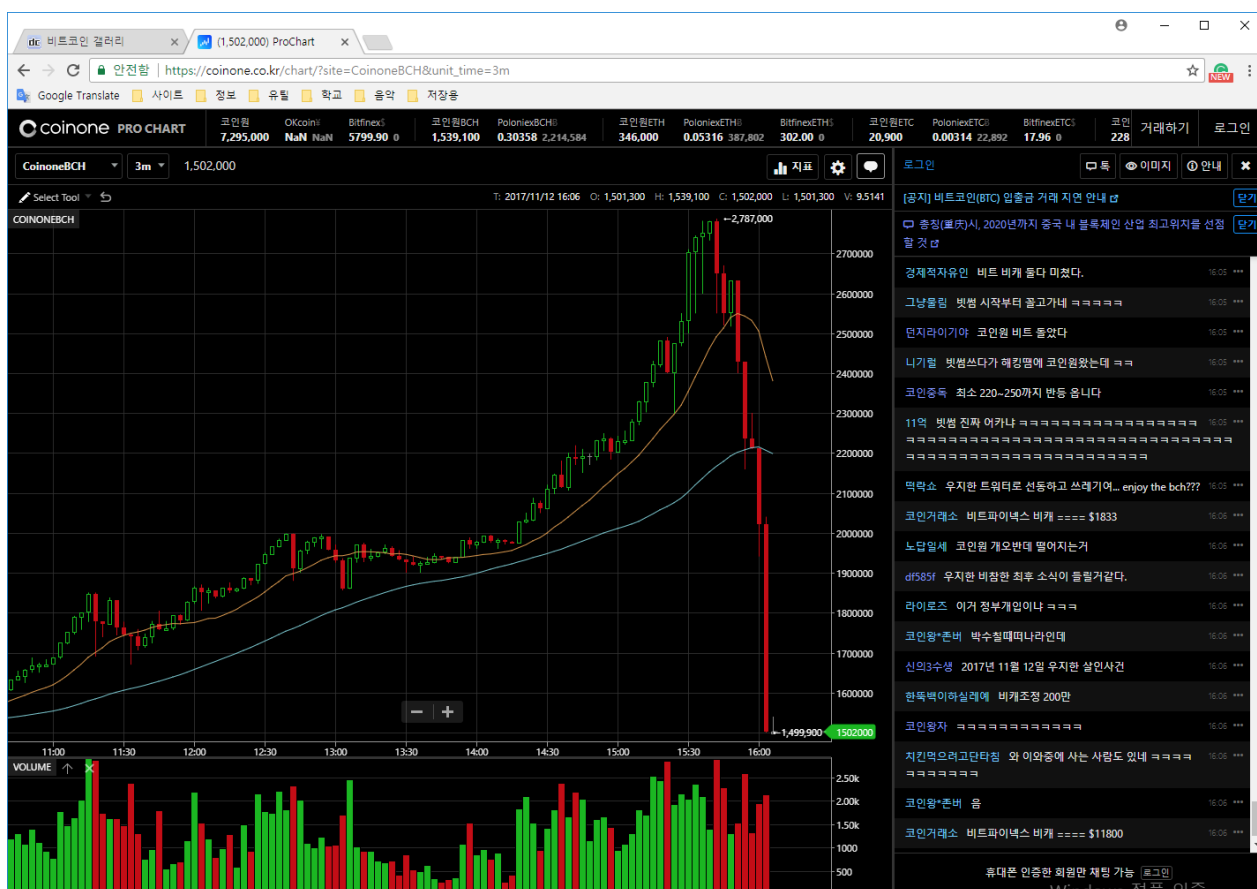 비트코인 갤러리
(1,502,000) ProChart
안전함 | https://coinone.co.kr/chart/?site=CoinoneBCH&unit_time=3m
NEW
Google Translate 사이트 정보 유틸 학교 음악 저장용
coinone PRO CHART
코인원 OKcoin Bitfinex$ 코인원BCH PoloniexBCH 코인원ETH PoloniexETH BitfinexETH$ 코인원ETC PoloniexETC BitfinexETC$ 코인
7,295,000 NaN NaN 5799.90 0 1,539,100 0.30358 2,214,584 346,000 0.05316 387,802 302.00 0 20,900 0.00314 22,892 17.96 0 228
거래하기 로그인
CoinoneBCH 3m 1,502,000 지표
Select Tool
T: 2017/11/12 16:06 O: 1,501,300 H: 1,539,100 C: 1,502,000 L: 1,501,300 V: 9.5141
COINONEBCH
2,787,000
2700000
2600000
2500000
2400000
2300000
2200000
2100000
2000000
1900000
1800000
1700000
1600000
1,499,900 1502000
11:00 11:30 12:00 12:30 13:00 13:30 14:00 14:30 15:00 15:30 16:00
VOLUME
2.50k
2.00k
1.50k
1000
500
로그인 톡 이미지 안내
[공지] 비트코인(BTC) 입출금 거래 지연 안내 닫기
충칭(重庆)시, 2020년까지 중국 내 블록체인 산업 최고위치를 선점 닫기
할 것
경제적자유인 비트 비캐 둘다 미쳤다. 16:05
그냥물림 빗썸 시작부터 꼴고가네 ㅋㅋㅋㅋㅋ 16:05
던지라이기야 코인원 비트 돌았다 16:05
니기럴 빗썸쓰다가 해킹땜에 코인원왔는데 ㅋㅋ 16:05
코인중독 최소 220~250까지 반등 옵니다 16:05
11억 빗썸 진짜 어카냐 ㅋㅋㅋㅋㅋㅋㅋㅋㅋㅋㅋㅋㅋㅋㅋㅋㅋ 16:05
ㅋㅋㅋㅋㅋㅋㅋㅋㅋㅋㅋㅋㅋㅋㅋㅋㅋㅋㅋㅋㅋㅋㅋㅋㅋㅋㅋㅋㅋㅋㅋ
ㅋㅋㅋㅋㅋㅋㅋㅋㅋㅋㅋㅋㅋㅋㅋㅋㅋㅋㅋㅋㅋㅋㅋ
떡락쇼 우지한 트위터로 선동하고 쓰레기여... enjoy the bch??? 16:05
코인거래소 비트파이넥스 비캐 ==== $1833 16:06
노답일세 코인원 개오반데 떨어지는거 16:06
df585f 우지한 비참한 최후 소식이 들릴거같다. 16:06
라이로즈 이거 정부개입이냐 ㅋㅋㅋ 16:06
코인왕*존버 박수칠때떠나라인데 16:06
신의3수생 2017년 11월 12일 우지한 살인사건 16:06
한뚝백이하실레예 비캐조정 200만 16:06
코인왕자 ㅋㅋㅋㅋㅋㅋㅋㅋㅋㅋㅋㅋ 16:06
치킨먹으려고단타침 와 이와중에 사는 사람도 있네 ㅋㅋㅋㅋ 16:06
ㅋㅋㅋㅋㅋㅋㅋ
코인왕*존버 음 16:06
코인거래소 비트파이넥스 비캐 ==== $11800 16:06
휴대폰 인증한 회원만 채팅 가능 로그인